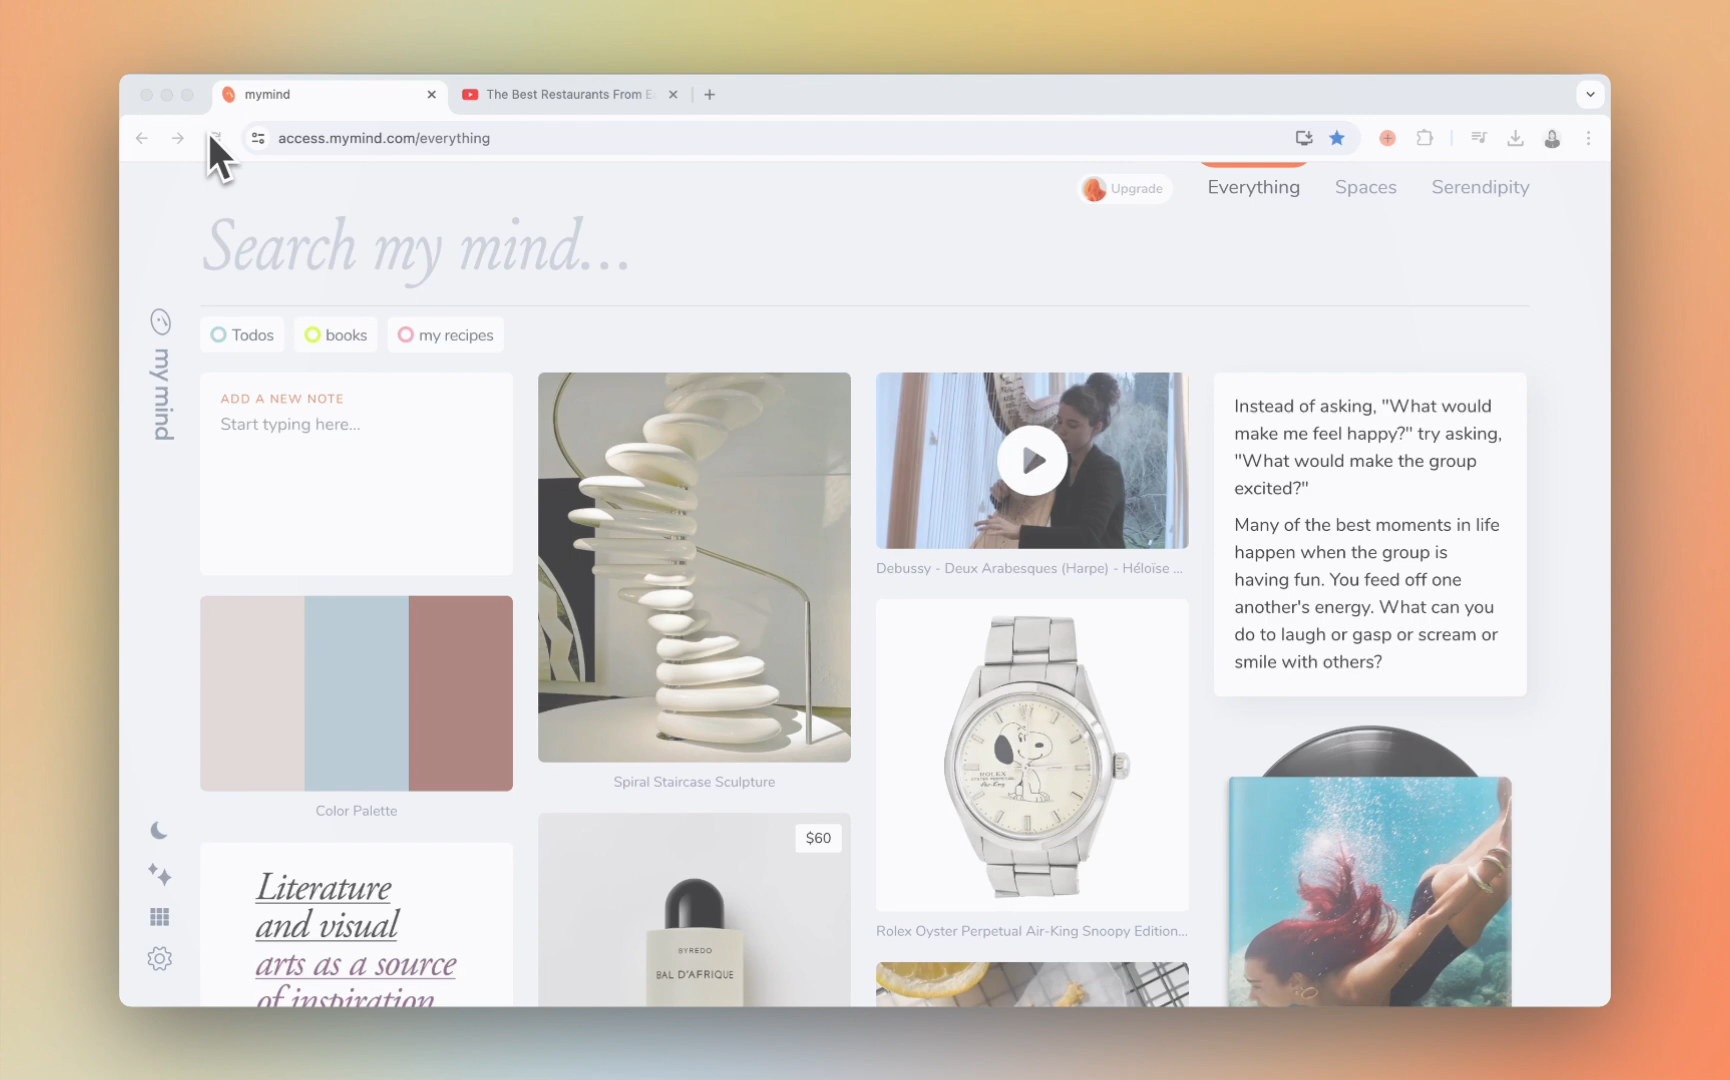 mymind
The Best Restaurants From
access.mymind.com/everything
Upgrade
Everything
Spaces
Serendipity
Search my mind...
mymind
Todos
books
my recipes
ADD A NEW NOTE
Start typing here...
Color Palette
Literature
and visual
arts as a source
of inspiration
Spiral Staircase Sculpture
$60
BYREDO
BAL D'AFRIQUE
Debussy - Deux Arabesques (Harpe) - Héloïse ...
ROLEX
Rolex Oyster Perpetual Air-King Snoopy Edition...
Instead of asking, "What would
make me feel happy?" try asking,
"What would make the group
excited?"
Many of the best moments in life
happen when the group is
having fun. You feed off one
another's energy. What can you
do to laugh or gasp or scream or
smile with others?